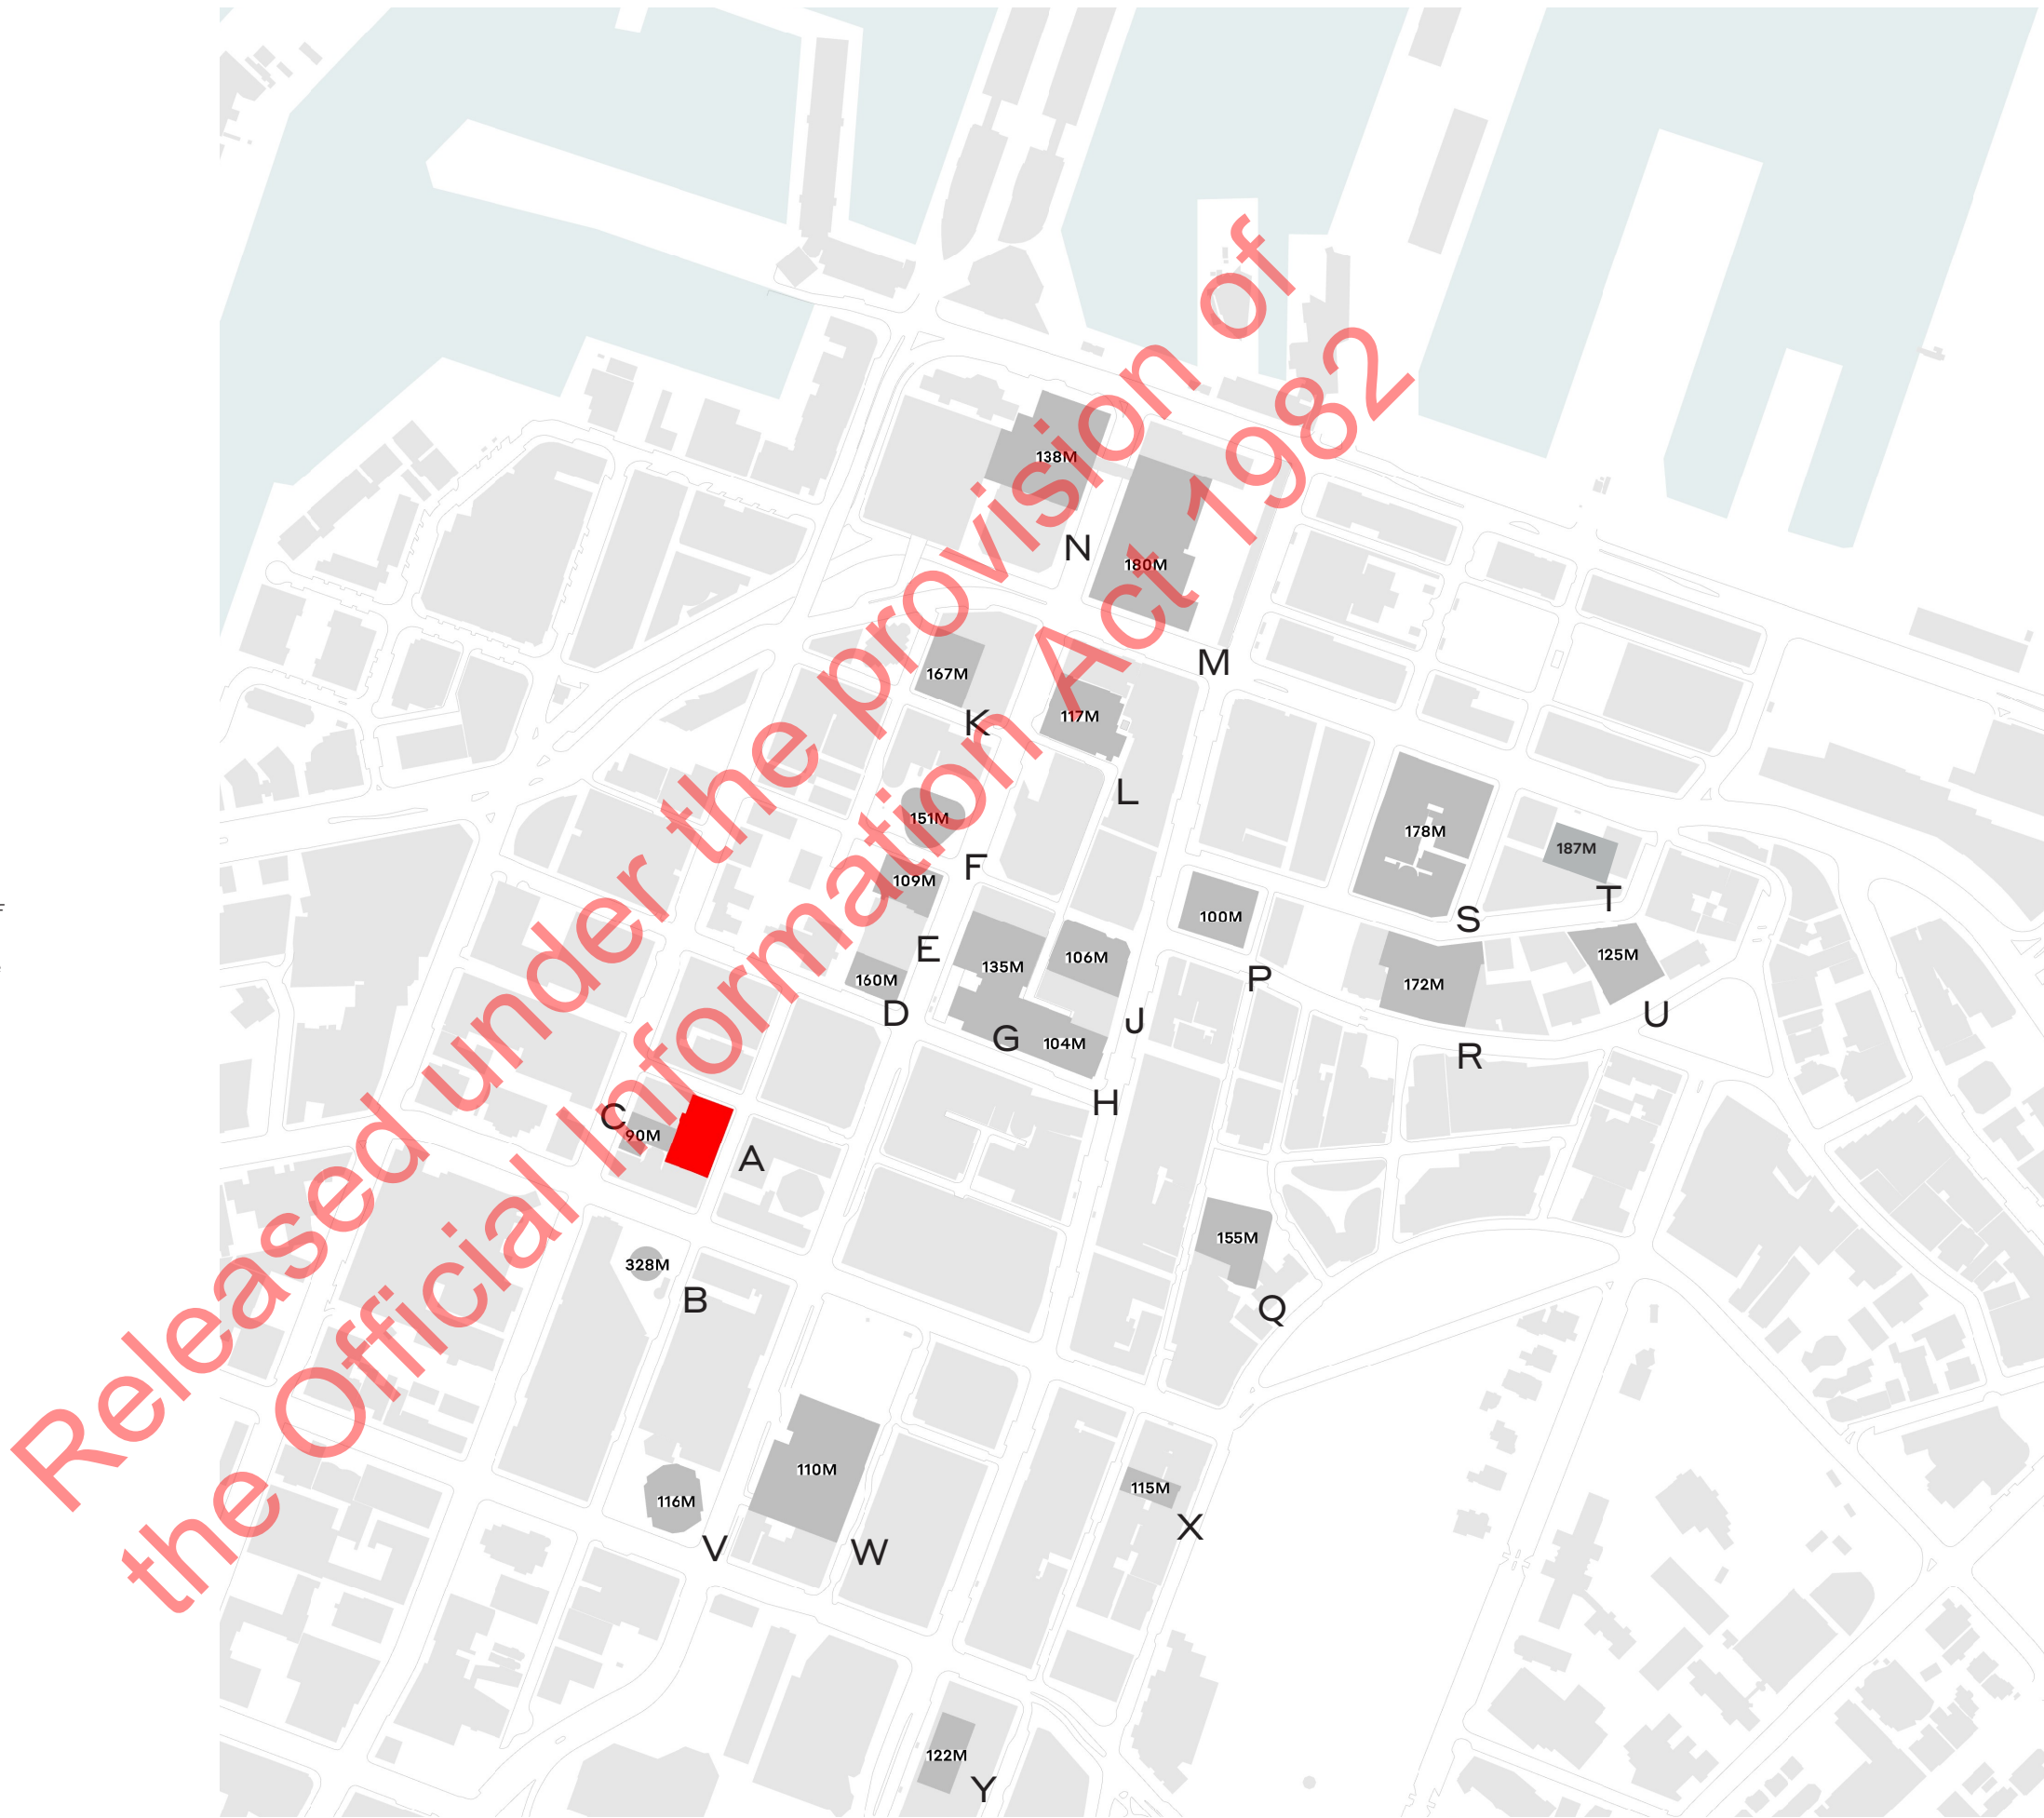 Released under the provision of
the Official Information Act 1982
138M
N
180M
M
167M
K
117M
L
151M
F
109M
E
160M
D
178M
187M
T
S
100M
P
135M
106M
J
G
104M
H
172M
125M
U
R
C
90M
A
328M
B
155M
Q
116M
V
110M
W
115M
X
122M
Y